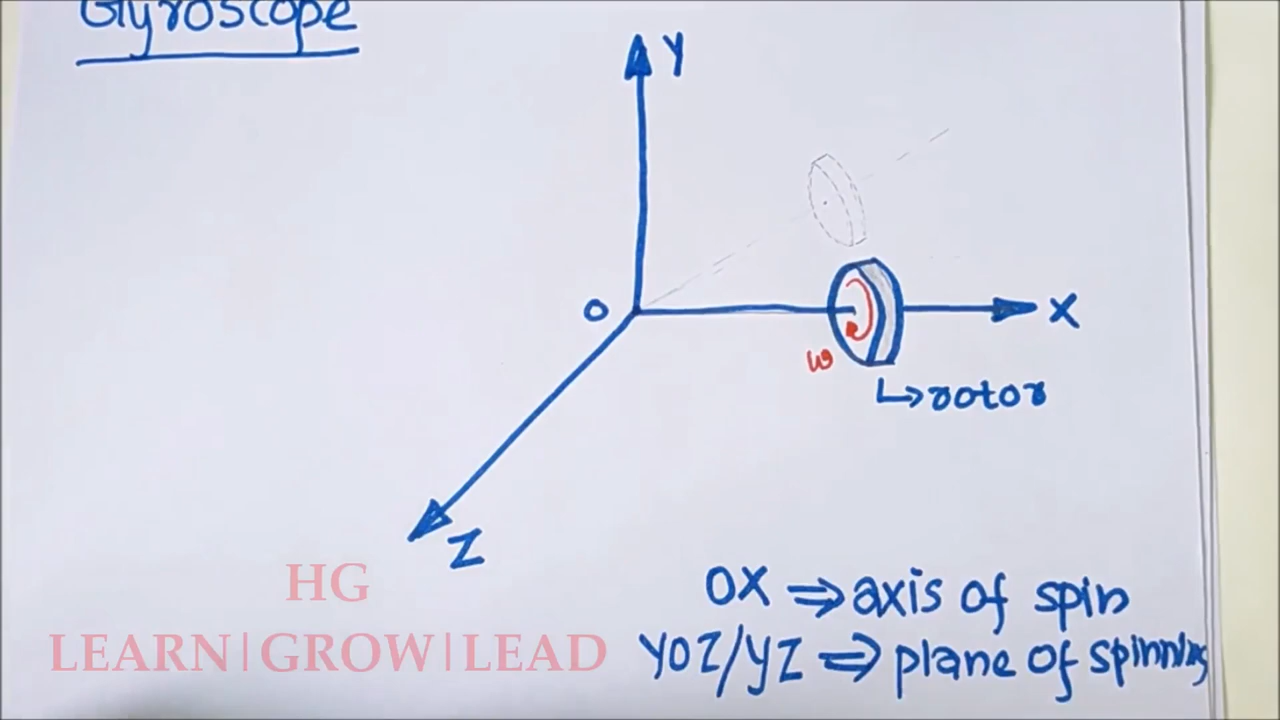 Gyroscope
Y
O
X
ω
↳rotor
Z
OX ⇒ axis of spin
YOZ/YZ ⇒ plane of spinning
HG
LEARN|GROW|LEAD